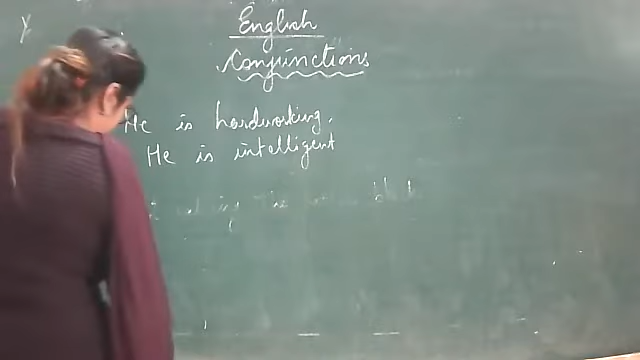 English
Conjunctions
He is hardworking.
He is intelligent